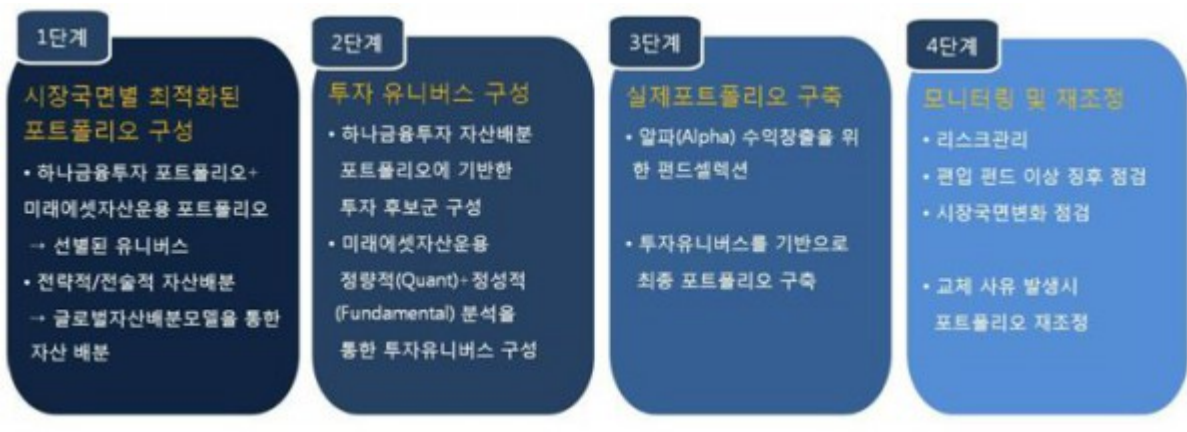 1단계
시장국면별 최적화된
포트폴리오 구성
• 하나금융투자 포트폴리오+
미래에셋자산운용 포트폴리오
→ 선별된 유니버스
• 전략적/전술적 자산배분
→ 글로벌자산배분모델을 통한
자산 배분
2단계
투자 유니버스 구성
• 하나금융투자 자산배분
포트폴리오에 기반한
투자 후보군 구성
• 미래에셋자산운용
정량적(Quant)+정성적
(Fundamental) 분석을
통한 투자유니버스 구성
3단계
실제포트폴리오 구축
• 알파(Alpha) 수익창출을 위
한 펀드셀렉션
• 투자유니버스를 기반으로
최종 포트폴리오 구축
4단계
모니터링 및 재조정
• 리스크관리
• 편입 펀드 이상 징후 점검
• 시장국면변화 점검
• 교체 사유 발생시
포트폴리오 재조정